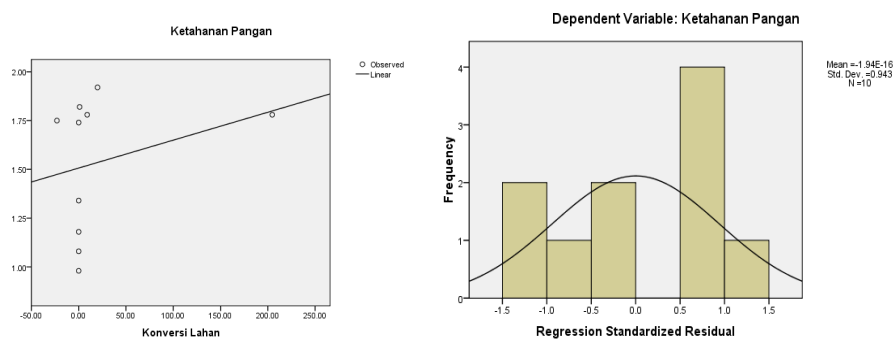 Ketahanan Pangan
Observed
Linear
2.00
1.75
1.50
1.25
1.00
-50.00 0.00 50.00 100.00 150.00 200.00 250.00
Konversi Lahan
Dependent Variable: Ketahanan Pangan
Mean =-1.94E-16
Std. Dev. =0.943
N =10
Frequency
4
3
2
1
0
-1.5 -1.0 -0.5 0.0 0.5 1.0 1.5
Regression Standardized Residual